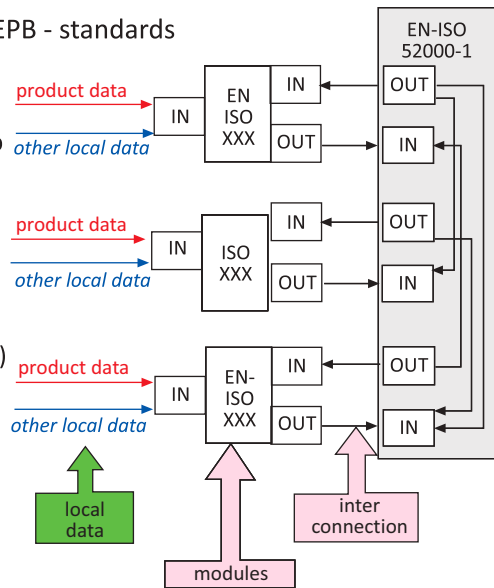 EPB - standards
EN-ISO
52000-1
product data
other local data
IN
EN
ISO
XXX
IN
OUT
OUT
IN
product data
other local data
IN
ISO
XXX
IN
OUT
OUT
IN
)
product data
other local data
IN
EN-
ISO
XXX
IN
OUT
OUT
IN
local
data
modules
inter
connection